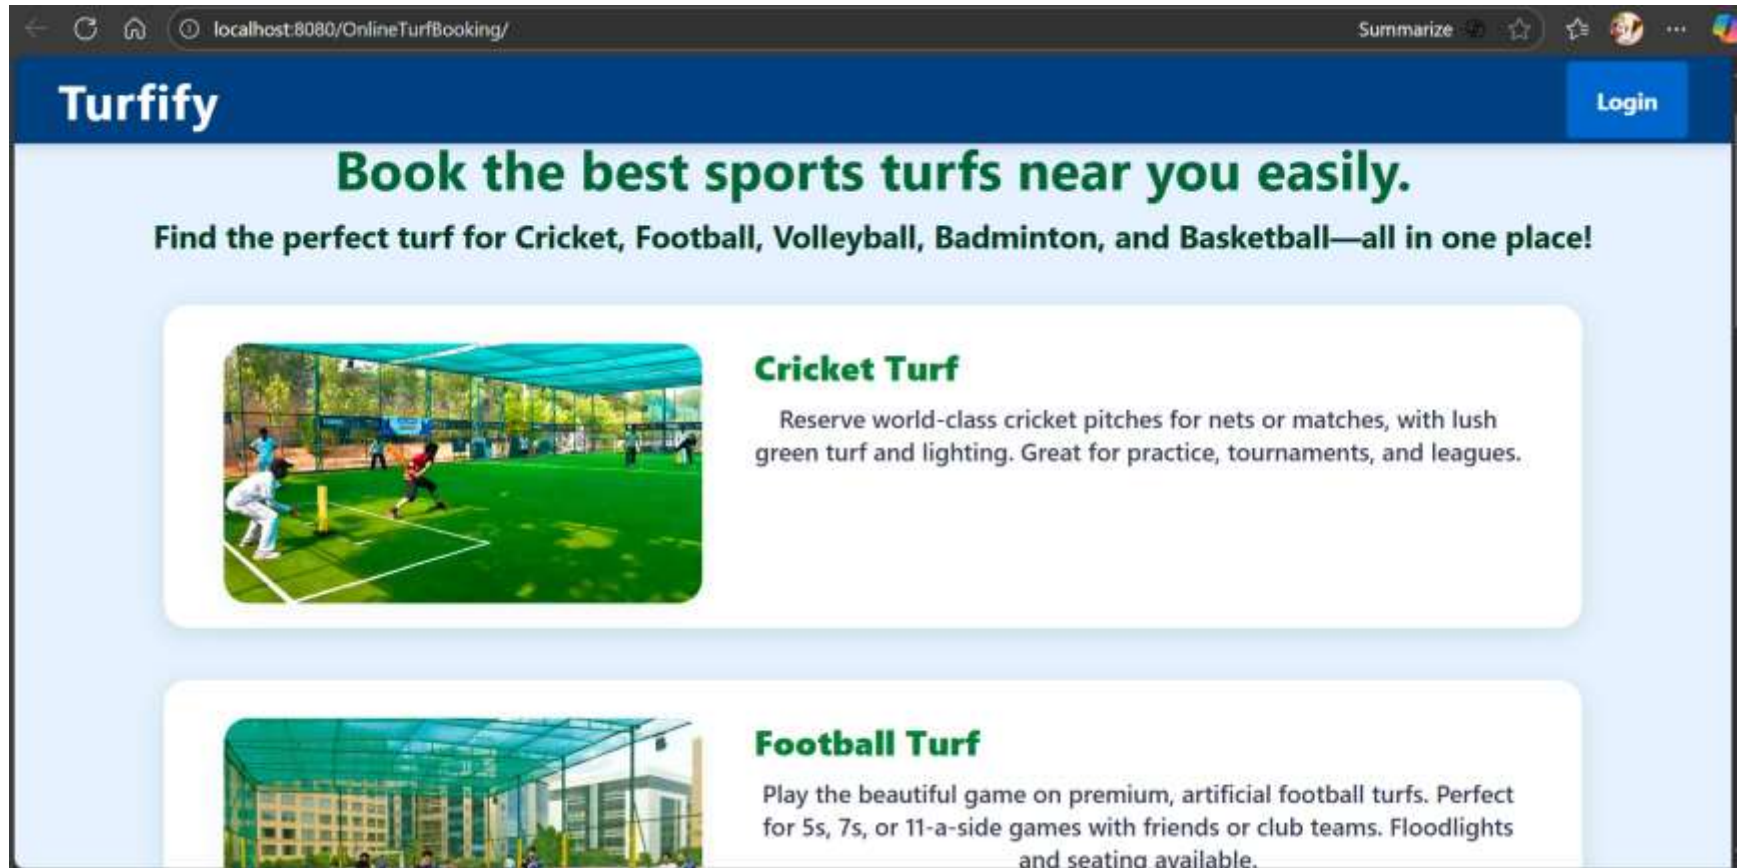 localhost:8080/OnlineTurfBooking/
Summarize
Turfify
Login
Book the best sports turfs near you easily.
Find the perfect turf for Cricket, Football, Volleyball, Badminton, and Basketball—all in one place!
Cricket Turf
Reserve world-class cricket pitches for nets or matches, with lush
green turf and lighting. Great for practice, tournaments, and leagues.
Football Turf
Play the beautiful game on premium, artificial football turfs. Perfect
for 5s, 7s, or 11-a-side games with friends or club teams. Floodlights
and seating available.